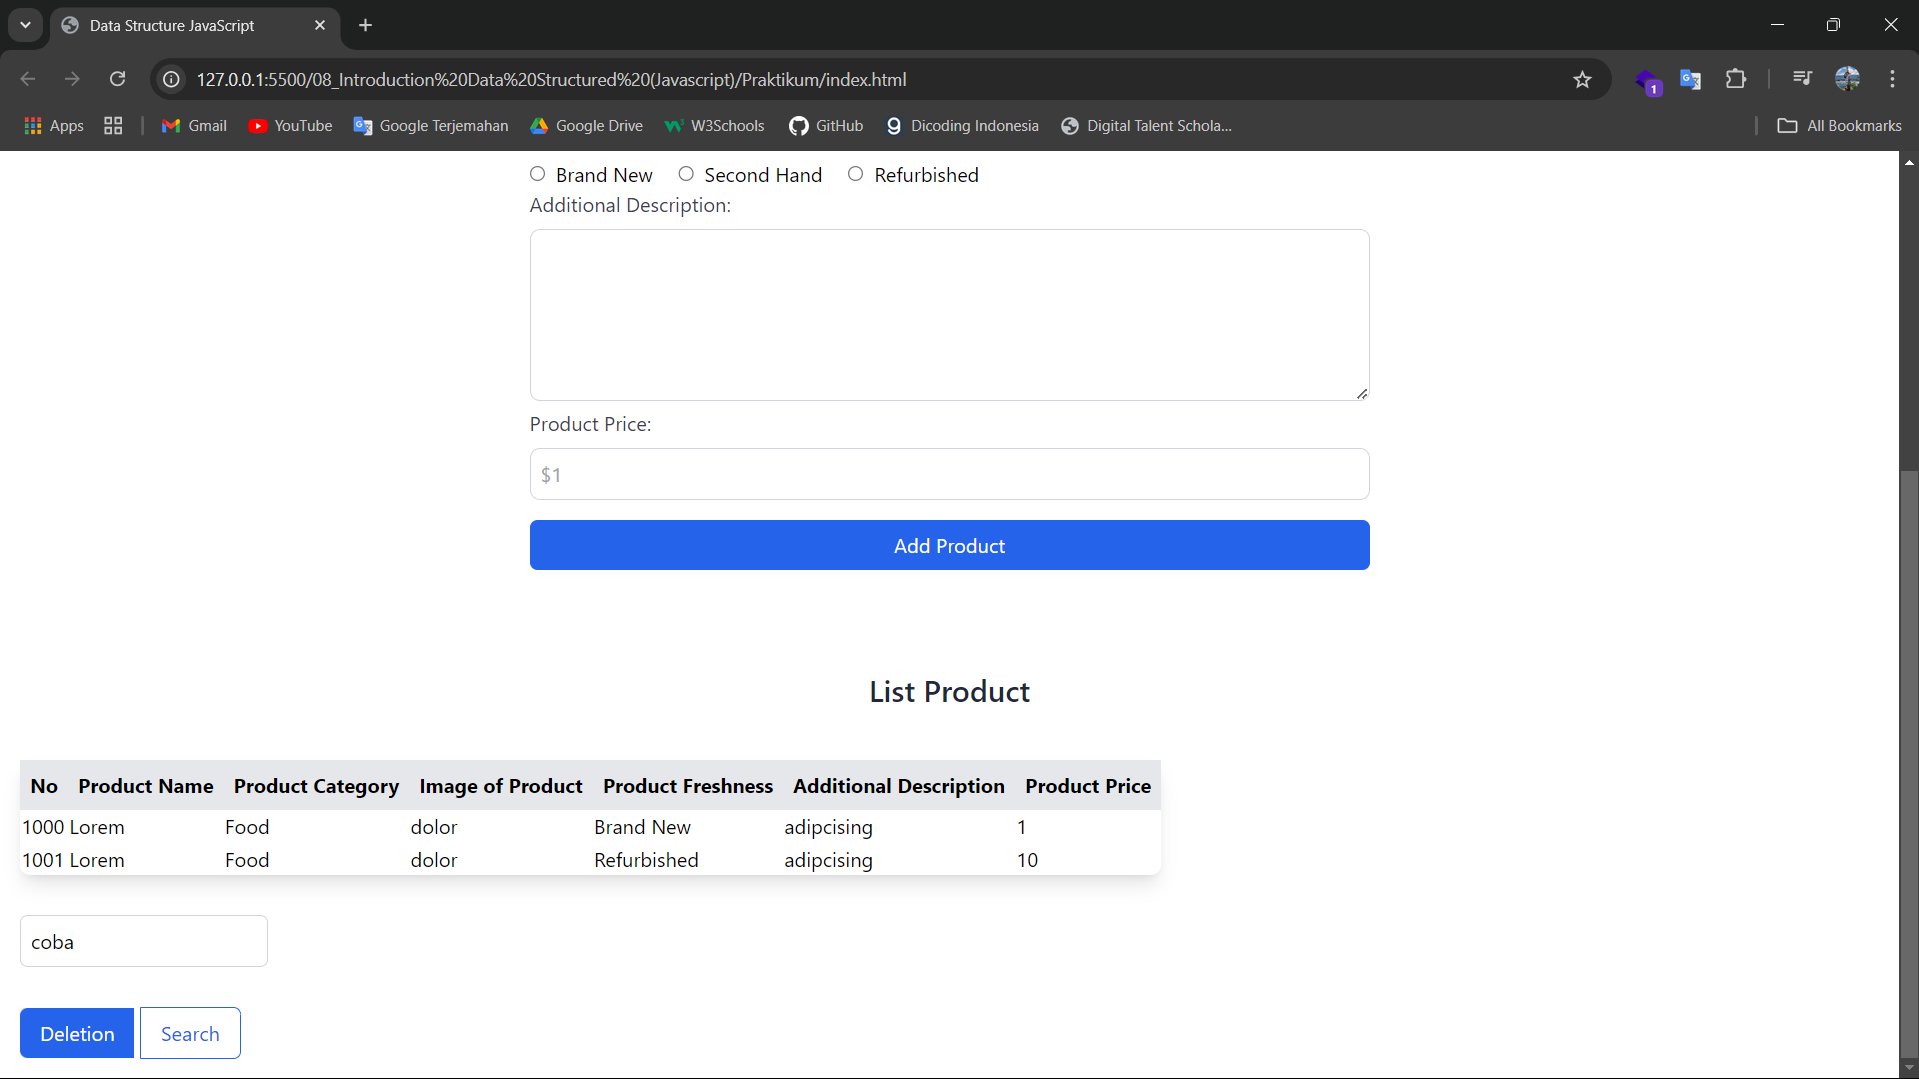 Data Structure JavaScript
127.0.0.1:5500/08_Introduction%20Data%20Structured%20(Javascript)/Praktikum/index.html
1
Apps Gmail YouTube Google Terjemahan Google Drive W3Schools GitHub Dicoding Indonesia Digital Talent Schola... All Bookmarks
Brand New Second Hand Refurbished
Additional Description:
Product Price:
$1
Add Product
List Product
No Product Name Product Category Image of Product Product Freshness Additional Description Product Price
1000 Lorem Food dolor Brand New adipcising 1
1001 Lorem Food dolor Refurbished adipcising 10
coba
Deletion Search